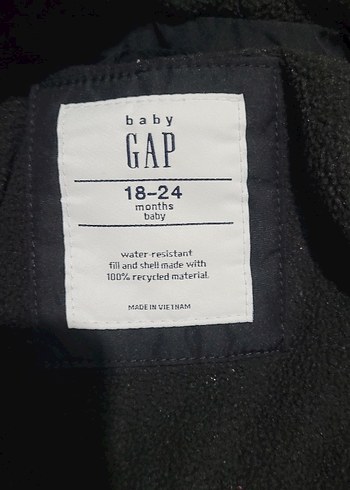 baby
GAP
18-24
months
baby
water-resistant
fill and shell made with
100% recycled material.
MADE IN VIETNAM